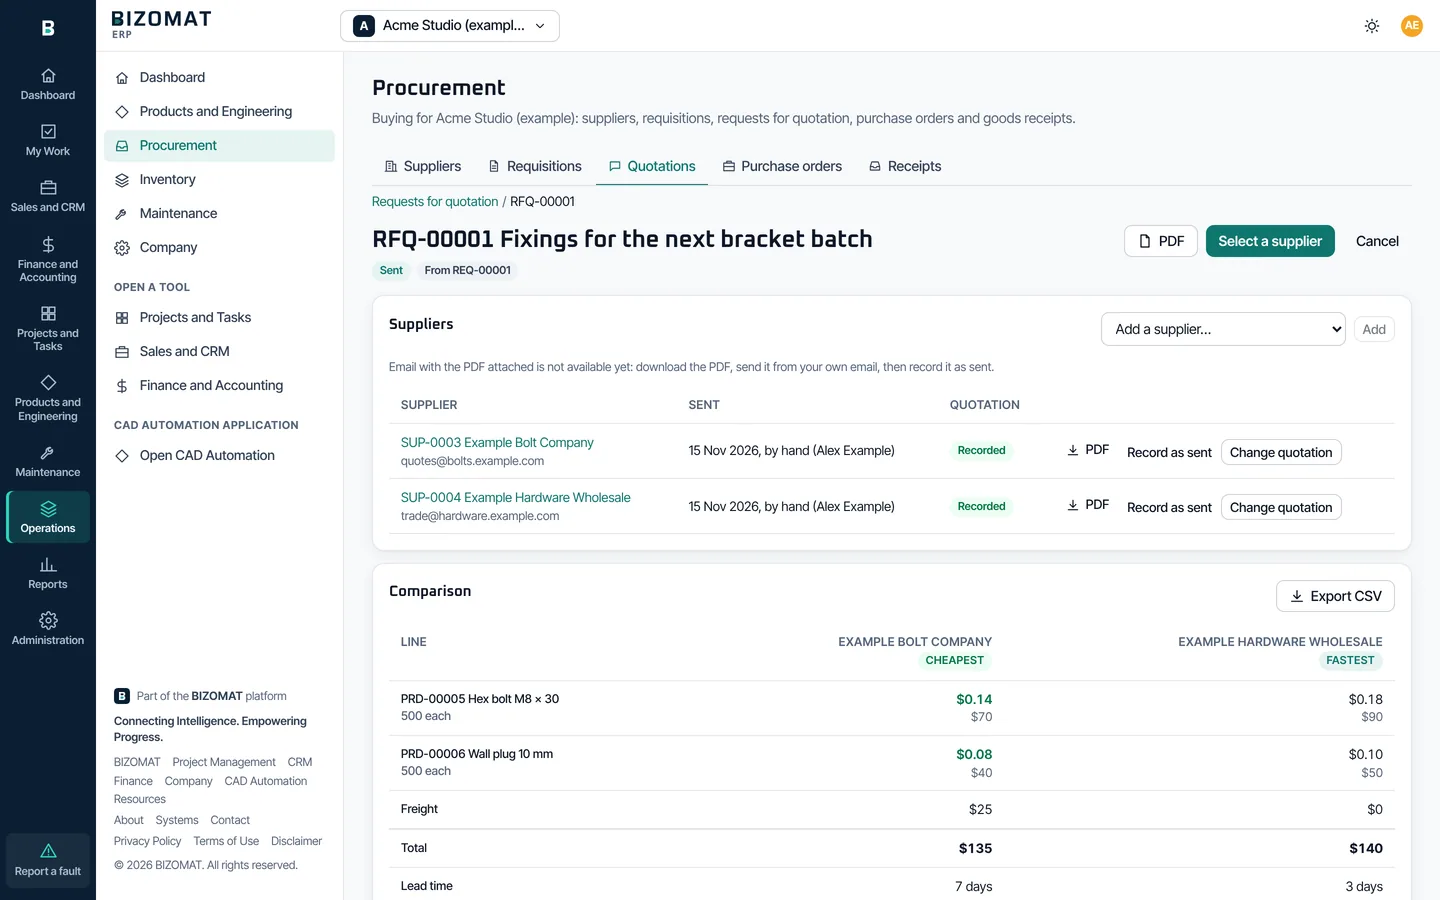 B
Dashboard
My Work
Sales and CRM
Finance and
Accounting
Projects and
Tasks
Products and
Engineering
Maintenance
Operations
Reports
Administration
Report a fault
BIZOMAT
ERP
A Acme Studio (exampl...
AE
Dashboard
Products and Engineering
Procurement
Inventory
Maintenance
Company
OPEN A TOOL
Projects and Tasks
Sales and CRM
Finance and Accounting
CAD AUTOMATION APPLICATION
Open CAD Automation
B Part of the BIZOMAT platform
Connecting Intelligence. Empowering
Progress.
BIZOMAT Project Management CRM
Finance Company CAD Automation
Resources
About Systems Contact
Privacy Policy Terms of Use Disclaimer
© 2026 BIZOMAT. All rights reserved.
Procurement
Buying for Acme Studio (example): suppliers, requisitions, requests for quotation, purchase orders and goods receipts.
Suppliers Requisitions Quotations Purchase orders Receipts
Requests for quotation / RFQ-00001
RFQ-00001 Fixings for the next bracket batch
PDF Select a supplier Cancel
Sent From REQ-00001
Suppliers
Add a supplier... Add
Email with the PDF attached is not available yet: download the PDF, send it from your own email, then record it as sent.
SUPPLIER SENT QUOTATION
SUP-0003 Example Bolt Company
quotes@bolts.example.com
15 Nov 2026, by hand (Alex Example) Recorded PDF Record as sent Change quotation
SUP-0004 Example Hardware Wholesale
trade@hardware.example.com
15 Nov 2026, by hand (Alex Example) Recorded PDF Record as sent Change quotation
Comparison
Export CSV
LINE EXAMPLE BOLT COMPANY EXAMPLE HARDWARE WHOLESALE
CHEAPEST FASTEST
PRD-00005 Hex bolt M8 × 30 $0.14 $0.18
500 each $70 $90
PRD-00006 Wall plug 10 mm $0.08 $0.10
500 each $40 $50
Freight $25 $0
Total $135 $140
Lead time 7 days 3 days